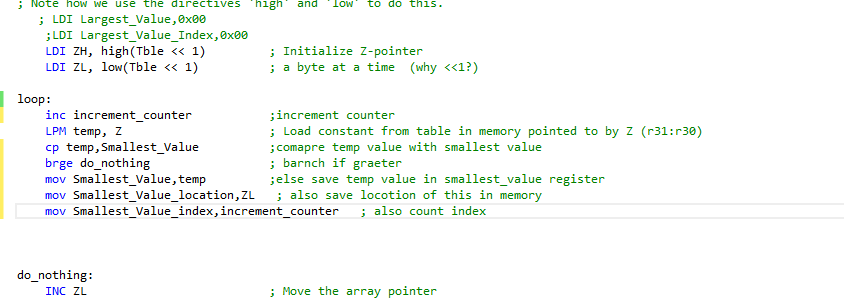 ; Note how we use the directives 'high' and 'low' to do this.
; LDI Largest_Value,0x00
;LDI Largest_Value_Index,0x00
LDI ZH, high(Tble << 1) ; Initialize Z-pointer
LDI ZL, low(Tble << 1) ; a byte at a time (why <<1?)
loop:
inc increment_counter ;increment counter
LPM temp, Z ; Load constant from table in memory pointed to by Z (r31:r30)
cp temp,Smallest_Value ;comapre temp value with smallest value
brge do_nothing ; barnch if graeter
mov Smallest_Value,temp ;else save temp value in smallest_value register
mov Smallest_Value_location,ZL ; also save locotion of this in memory
mov Smallest_Value_index,increment_counter ; also count index
do_nothing:
INC ZL ; Move the array pointer